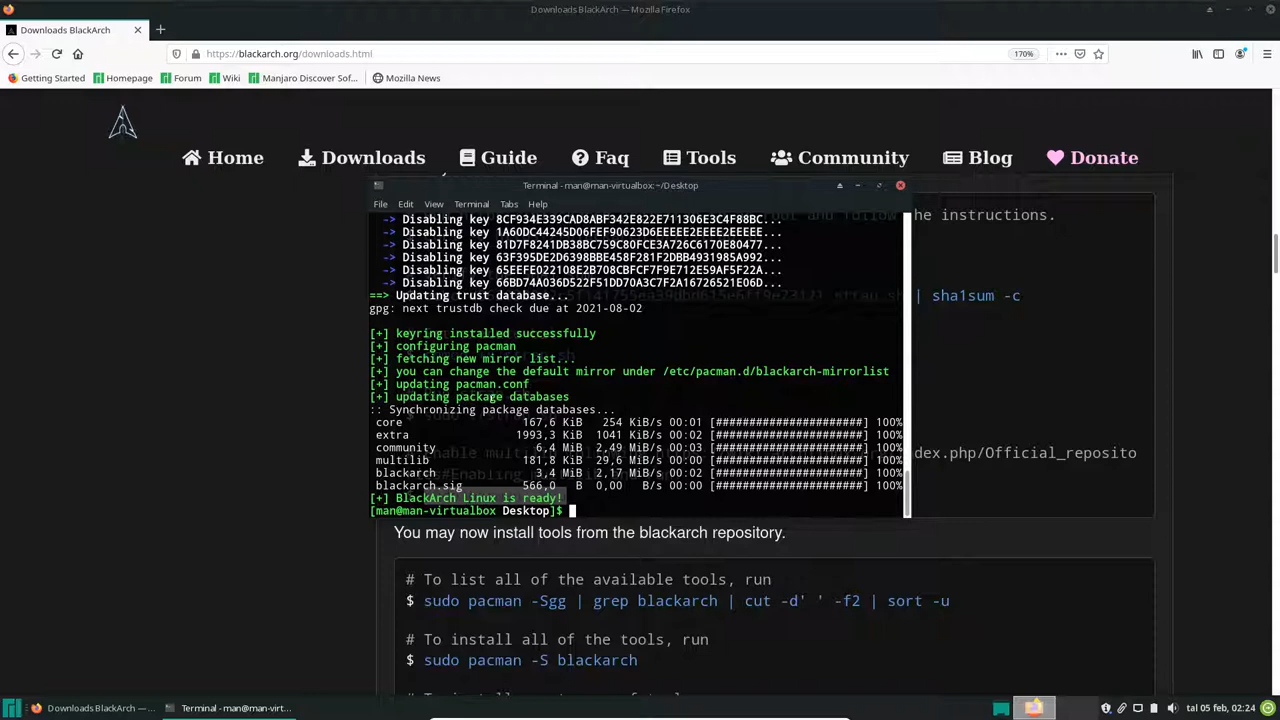 Downloads BlackArch — Mozilla Firefox
Downloads BlackArch
https://blackarch.org/downloads.html
170%
Getting Started
Homepage
Forum
Wiki
Manjaro Discover Sof...
Mozilla News
Home
Downloads
Guide
Faq
Tools
Community
Blog
Donate
Terminal - man@man-virtualbox:~/Desktop
File Edit View Terminal Tabs Help
-> Disabling key 8CF934E339CAD8ABF342E822E711306E3C4F88BC...
-> Disabling key 1A60DC44245D06FEF90623D6EEEEE2EEEE2EEEEE...
-> Disabling key 81D7F8241DB38BC759C80FCE3A726C6170E80477...
-> Disabling key 63F395DE2D6398BBE458F281F2DBB4931985A992...
-> Disabling key 65EEFE022108E2B708CBFCF7F9E712E59AF5F22A...
-> Disabling key 66BD74A036D522F51DD70A3C7F2A16726521E06D...
==> Updating trust database...
gpg: next trustdb check due at 2021-08-02
[+] keyring installed successfully
[+] configuring pacman
[+] fetching new mirror list...
[+] you can change the default mirror under /etc/pacman.d/blackarch-mirrorlist
[+] updating pacman.conf
[+] updating package databases
:: Synchronizing package databases...
core 167,6 KiB 254 KiB/s 00:01 [######################] 100%
extra 1993,3 KiB 1041 KiB/s 00:02 [######################] 100%
community 6,4 MiB 2,49 MiB/s 00:03 [######################] 100%
multilib 181,8 KiB 29,6 MiB/s 00:00 [######################] 100%
blackarch 3,4 MiB 2,17 MiB/s 00:02 [######################] 100%
blackarch.sig 566,0 B 0,00 B/s 00:00 [######################] 100%
[+] BlackArch Linux is ready!
[man@man-virtualbox Desktop]$
the instructions.
| sha1sum -c
index.php/Official_reposito
You may now install tools from the blackarch repository.
# To list all of the available tools, run
$ sudo pacman -Sgg | grep blackarch | cut -d' ' -f2 | sort -u
# To install all of the tools, run
$ sudo pacman -S blackarch
Downloads BlackArch — ...
Terminal - man@man-virt...
tal 05 feb, 02:24